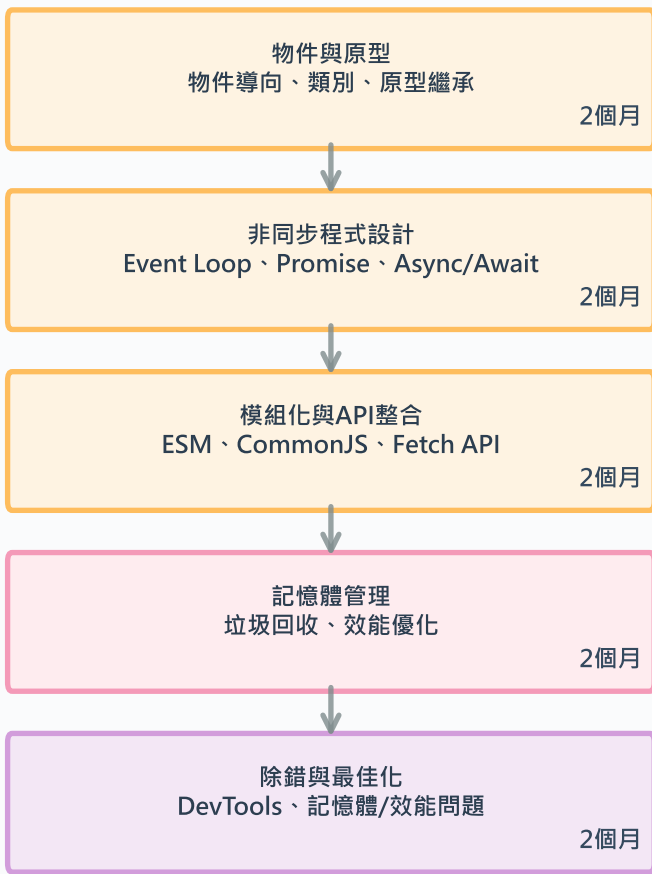 物件與原型
物件導向、類別、原型繼承
2個月
非同步程式設計
Event Loop、Promise、Async/Await
2個月
模組化與API整合
ESM、CommonJS、Fetch API
2個月
記憶體管理
垃圾回收、效能優化
2個月
除錯與最佳化
DevTools、記憶體/效能問題
2個月